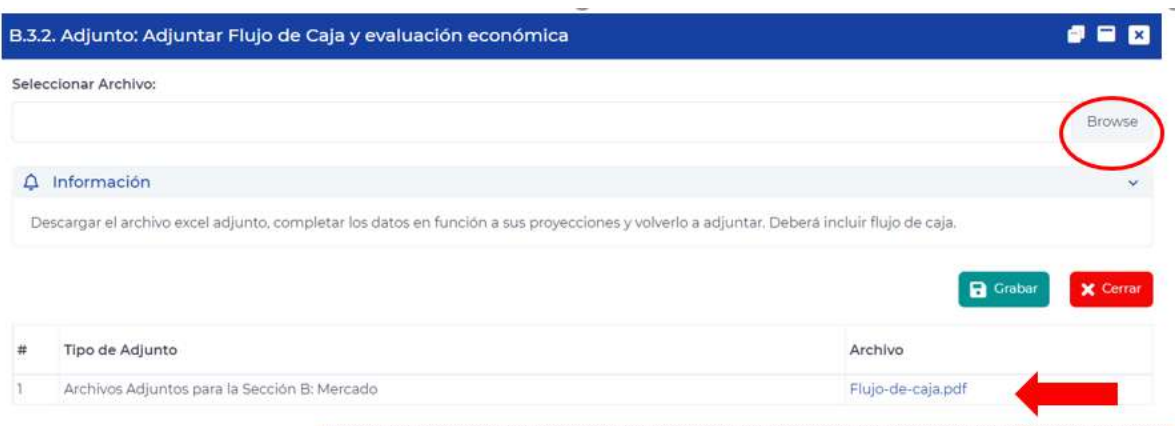 B.3.2. Adjunto: Adjuntar Flujo de Caja y evaluación económica
Seleccionar Archivo:
Browse
Información
Descargar el archivo excel adjunto, completar los datos en función a sus proyecciones y volverlo a adjuntar. Deberá incluir flujo de caja.
Grabar Cerrar
# Tipo de Adjunto Archivo
1 Archivos Adjuntos para la Sección B: Mercado Flujo-de-caja.pdf